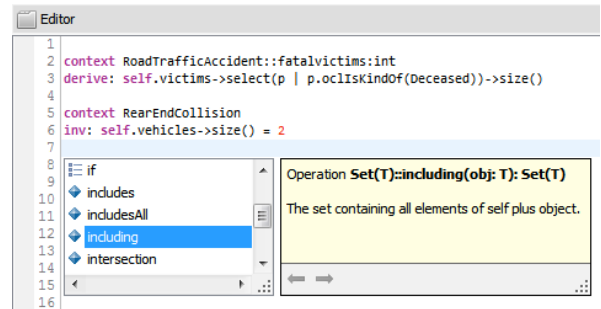 Editor
1
2 context RoadTrafficAccident::fatalvictims:int
3 derive: self.victims->select(p | p.oclIsKindOf(Deceased))->size()
4
5 context RearEndCollision
6 inv: self.vehicles->size() = 2
7
8
9
10
11
12
13
14
15
16
if
includes
includesAll
including
intersection
Operation Set(T)::including(obj: T): Set(T)
The set containing all elements of self plus object.